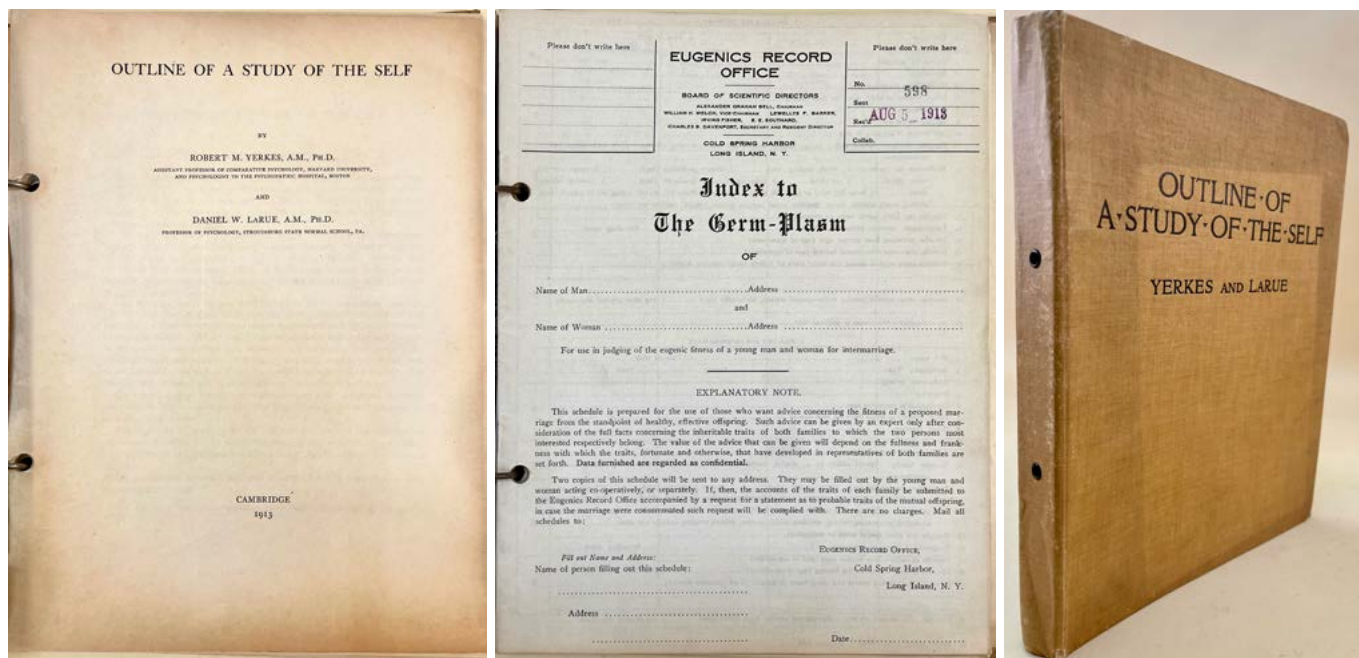 OUTLINE OF A STUDY OF THE SELF
BY
ROBERT M. YERKES, A.M., PH.D.
ASSISTANT PROFESSOR OF COMPARATIVE PSYCHOLOGY, HARVARD UNIVERSITY,
AND PSYCHOLOGIST TO THE PSYCHOPATHIC HOSPITAL, BOSTON
AND
DANIEL W. LARUE, A.M., PH.D.
PROFESSOR OF PSYCHOLOGY, STROUDSBURG STATE NORMAL SCHOOL, PA.
CAMBRIDGE
1913
Please don't write here
EUGENICS RECORD
OFFICE
BOARD OF SCIENTIFIC DIRECTORS
ALEXANDER GRAHAM BELL, CHAIRMAN
WILLIAM H. WELCH, VICE-CHAIRMAN LEWELLYS F. BARKER,
IRVING FISHER, E. E. SOUTHARD,
CHARLES B. DAVENPORT, SECRETARY AND RESIDENT DIRECTOR
COLD SPRING HARBOR
LONG ISLAND, N. Y.
Please don't write here
No. 598
Sent
Rec'd AUG 5_ 1913
Collab.
Index to
The Germ-Plasm
OF
Name of Man Address
and
Name of Woman Address
For use in judging of the eugenic fitness of a young man and woman for intermarriage.
EXPLANATORY NOTE.
This schedule is prepared for the use of those who want advice concerning the fitness of a proposed mar-
riage from the standpoint of healthy, effective offspring. Such advice can be given by an expert only after con-
sideration of the full facts concerning the inheritable traits of both families to which the two persons most
interested respectively belong. The value of the advice that can be given will depend on the fullness and frank-
ness with which the traits, fortunate and otherwise, that have developed in representatives of both families are
set forth. Data furnished are regarded as confidential.
Two copies of this schedule will be sent to any address. They may be filled out by the young man and
woman acting co-operatively, or separately. If, then, the accounts of the traits of each family be submitted to
the Eugenics Record Office accompanied by a request for a statement as to probable traits of the mutual offspring,
in case the marriage were consummated such request will be complied with. There are no charges. Mail all
schedules to:
EUGENICS RECORD OFFICE,
Cold Spring Harbor,
Long Island, N. Y.
Fill out Name and Address:
Name of person filling out this schedule:
Address
Date
OUTLINE·OF
A·STUDY·OF·THE·SELF
YERKES AND LARUE